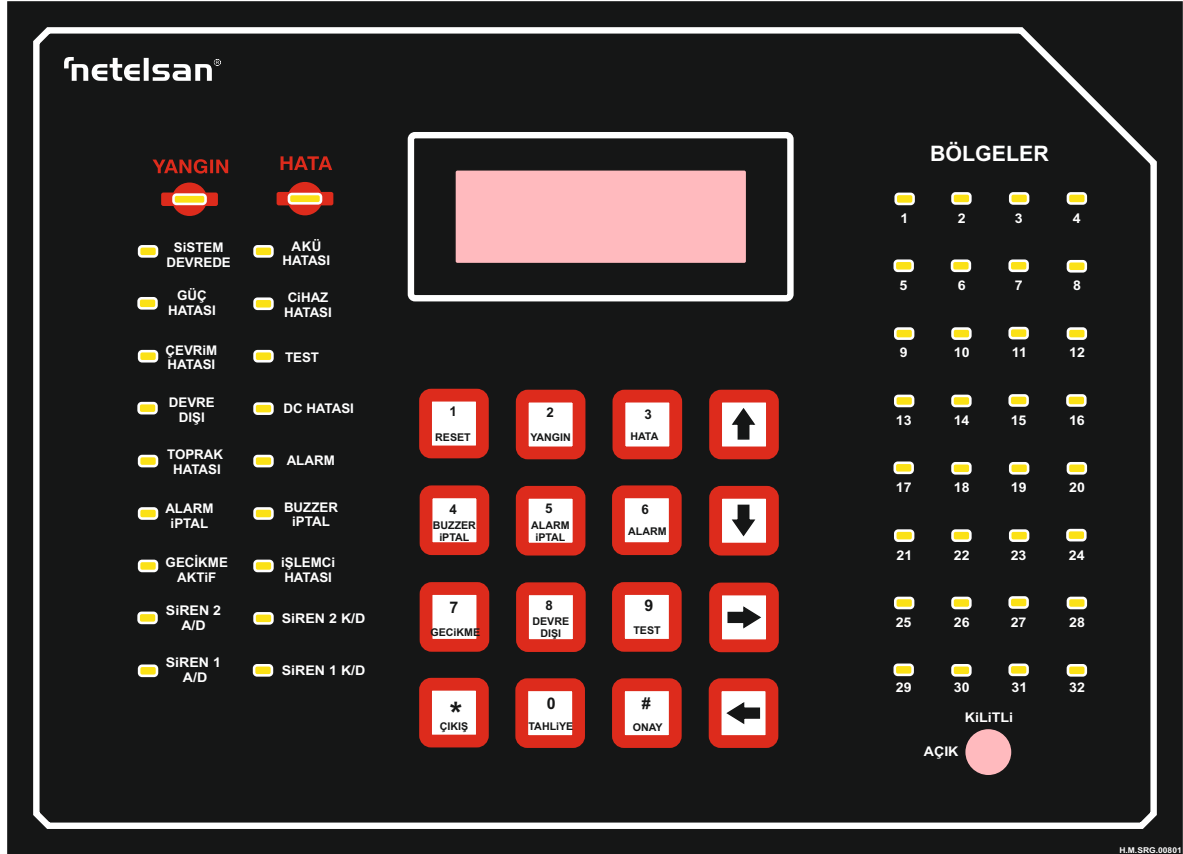 netelsan®
YANGIN
HATA
SiSTEM
DEVREDE
AKÜ
HATASI
GÜÇ
HATASI
CiHAZ
HATASI
ÇEVRiM
HATASI
TEST
DEVRE
DIŞI
DC HATASI
TOPRAK
HATASI
ALARM
ALARM
iPTAL
BUZZER
iPTAL
GECİKME
AKTiF
iŞLEMCi
HATASI
SiREN 2
A/D
SiREN 2 K/D
SiREN 1
A/D
SiREN 1 K/D
1
RESET
2
YANGIN
3
HATA
4
BUZZER
iPTAL
5
ALARM
iPTAL
6
ALARM
7
GECiKME
8
DEVRE
DIŞI
9
TEST
*
ÇIKIŞ
0
TAHLiYE
#
ONAY
BÖLGELER
1 2 3 4
5 6 7 8
9 10 11 12
13 14 15 16
17 18 19 20
21 22 23 24
25 26 27 28
29 30 31 32
KiLiTLi
AÇIK
H.M.SRG.00801